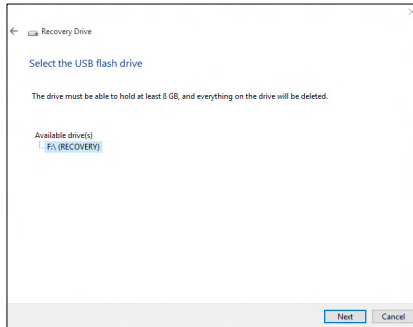 Recovery Drive
Select the USB flash drive
The drive must be able to hold at least 8 GB, and everything on the drive will be deleted.
Available drive(s)
F:\ (RECOVERY)
Next Cancel